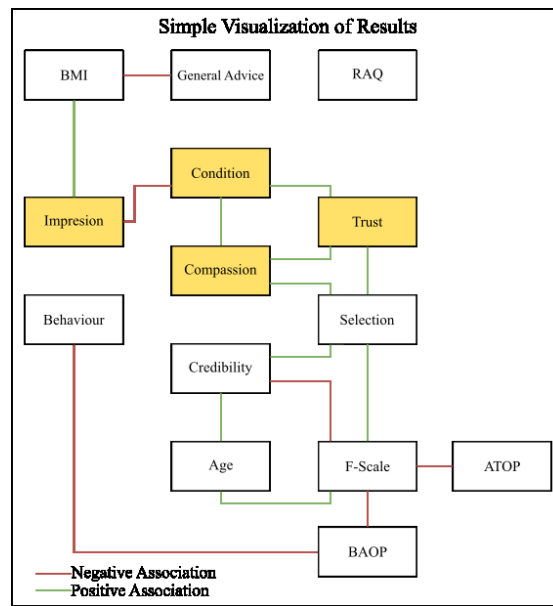 Simple Visualization of Results
BMI
General Advice
RAQ
Condition
Impresion
Trust
Compassion
Behaviour
Selection
Credibility
Age
F-Scale
ATOP
BAOP
Negative Association
Positive Association